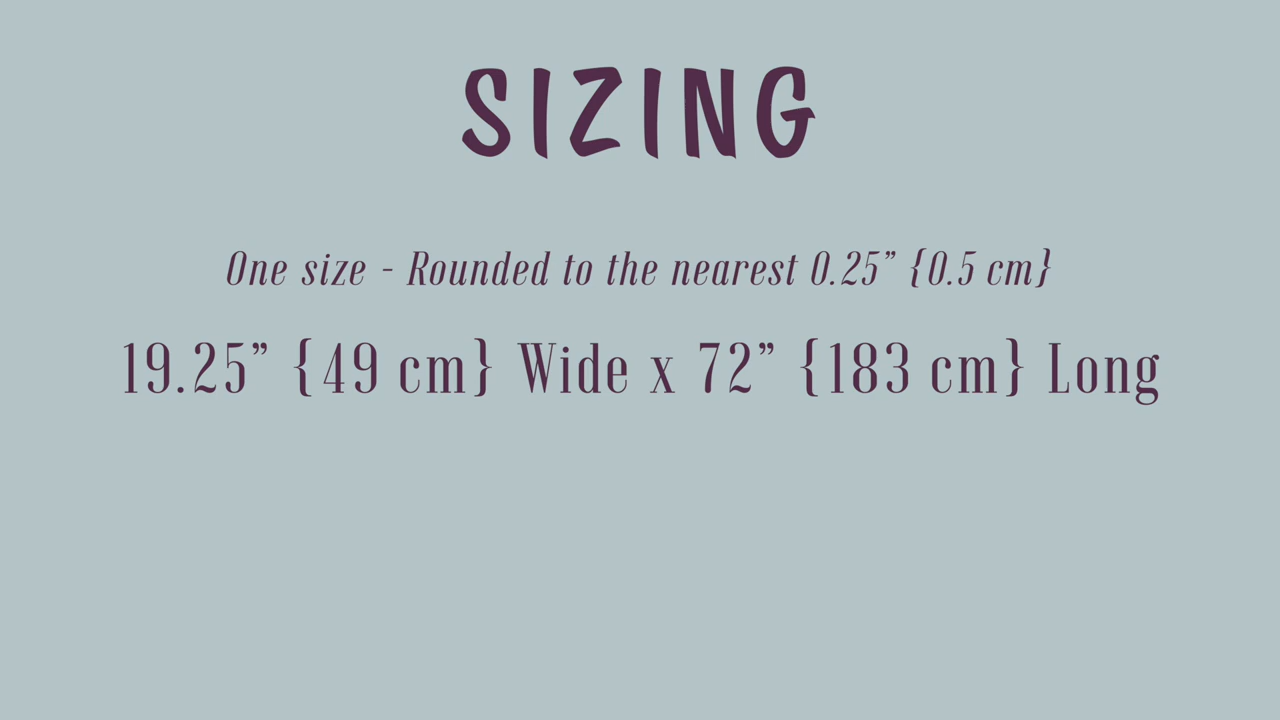 SIZING
One size - Rounded to the nearest 0.25” {0.5 cm}
19.25” {49 cm} Wide x 72” {183 cm} Long